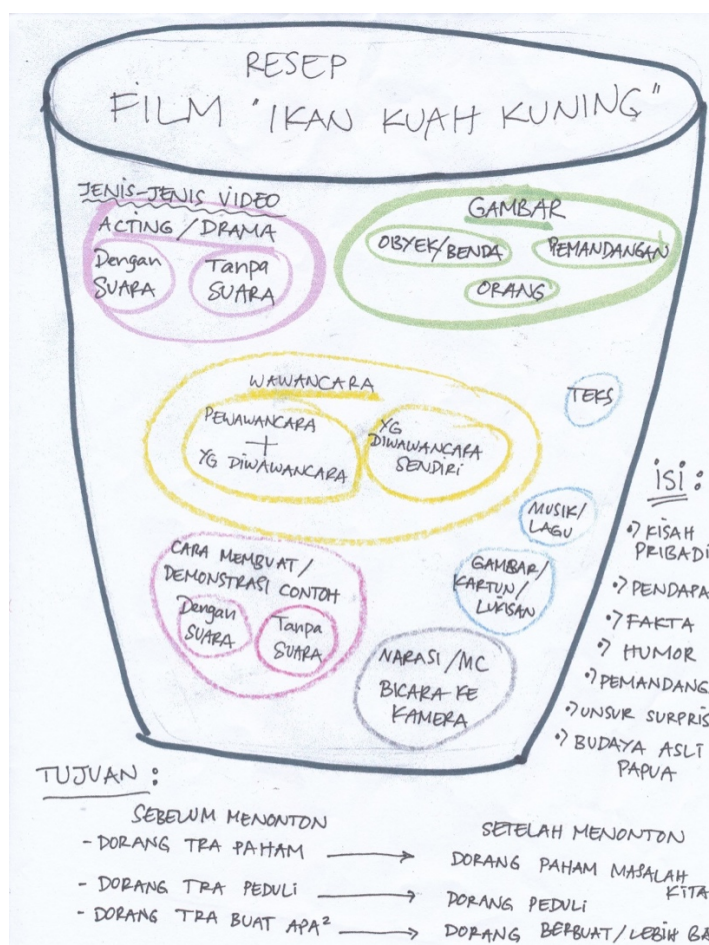 RESEP
FILM "IKAN KUAH KUNING"
JENIS-JENIS VIDEO
ACTING / DRAMA
Dengan
SUARA
Tanpa
SUARA
GAMBAR
OBYEK/BENDA
PEMANDANGAN
ORANG
WAWANCARA
PEWAWANCARA
+
YG DIWAWANCARA
YG
DIWAWANCARA
SENDIRI
TEKS
MUSIK/
LAGU
CARA MEMBUAT/
DEMONSTRASI CONTOH
Dengan
SUARA
Tanpa
SUARA
GAMBAR/
KARTUN/
LUKISAN
NARASI/MC
BICARA KE
KAMERA
isi :
•) KISAH
PRIBADI
•) PENDAPA
•) FAKTA
•) HUMOR
•) PEMANDANG
•) UNSUR SURPRIS
•) BUDAYA ASLI
PAPUA
TUJUAN :
SEBELUM MENONTON
- DORANG TRA PAHAM
- DORANG TRA PEDULI
- DORANG TRA BUAT APA²
SETELAH MENONTON
DORANG PAHAM MASALAH
KITA
DORANG PEDULI
DORANG BERBUAT/LEBIH BA